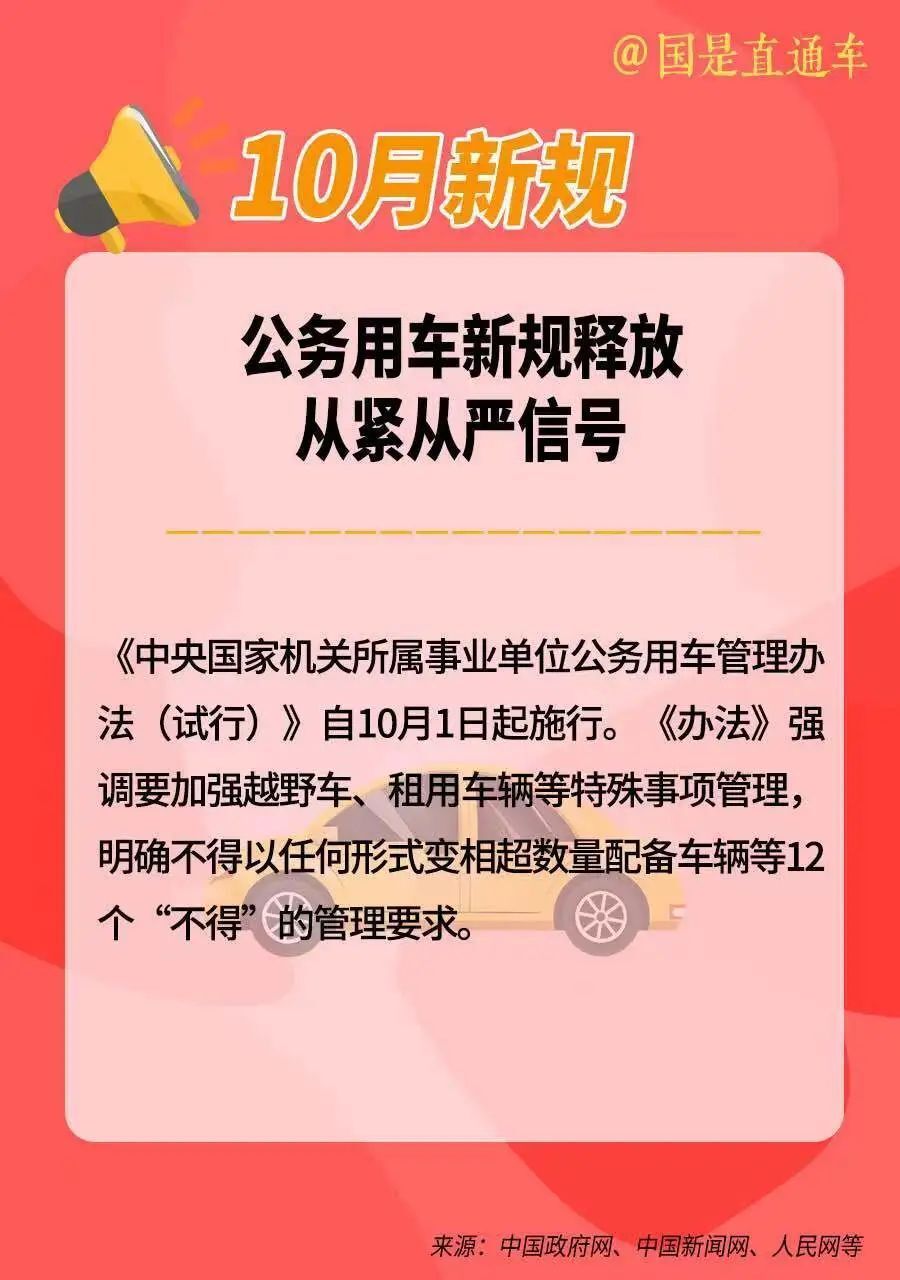 @国是直通车
10月新规
公务用车新规释放
从紧从严信号
《中央国家机关所属事业单位公务用车管理办
法（试行）》自10月1日起施行。《办法》强
调要加强越野车、租用车辆等特殊事项管理，
明确不得以任何形式变相超数量配备车辆等12
个“不得”的管理要求。
来源：中国政府网、中国新闻网、人民网等